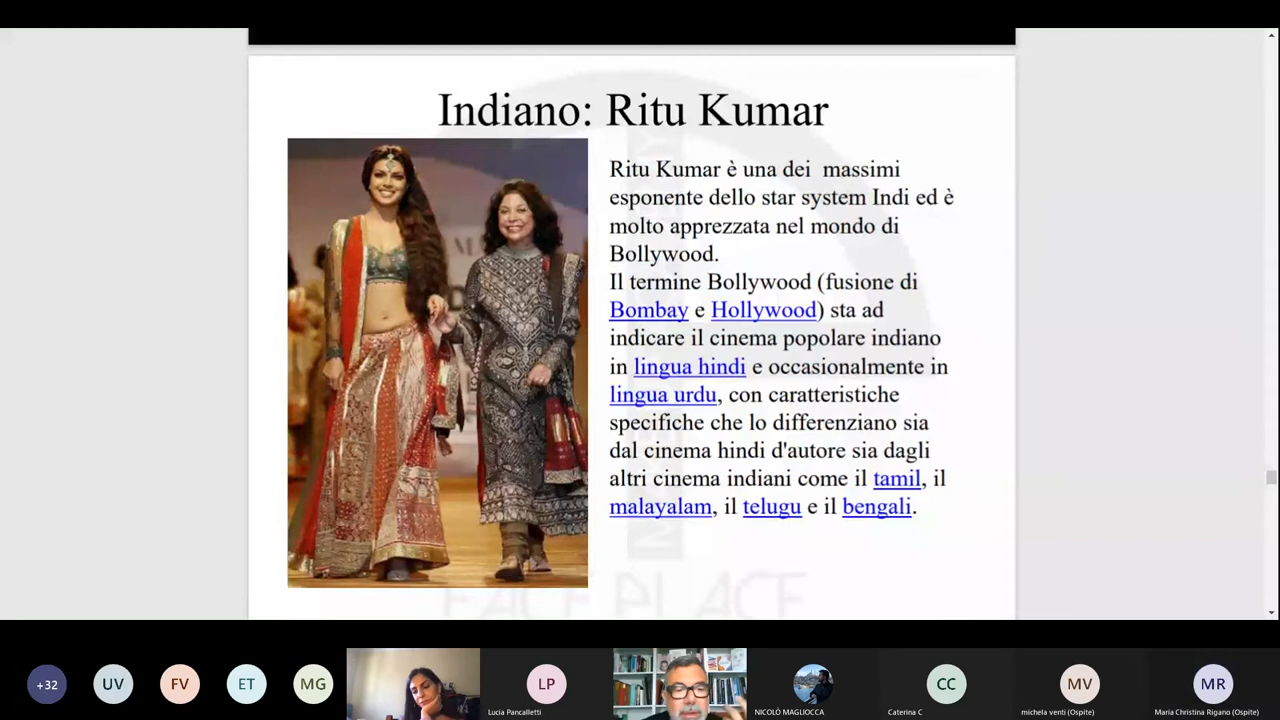 Indiano: Ritu Kumar
Ritu Kumar è una dei  massimi
esponente dello star system Indi ed è
molto apprezzata nel mondo di
Bollywood.
Il termine Bollywood (fusione di
Bombay e Hollywood) sta ad
indicare il cinema popolare indiano
in lingua hindi e occasionalmente in
lingua urdu, con caratteristiche
specifiche che lo differenziano sia
dal cinema hindi d'autore sia dagli
altri cinema indiani come il tamil, il
malayalam, il telugu e il bengali.
FACE PLACE
+32
UV
FV
ET
MG
LP
Lucia Pancalletti
NICOLÒ MAGLIOCCA
CC
Caterina C
MV
michela venti (Ospite)
MR
Maria Christina Rigano (Ospite)